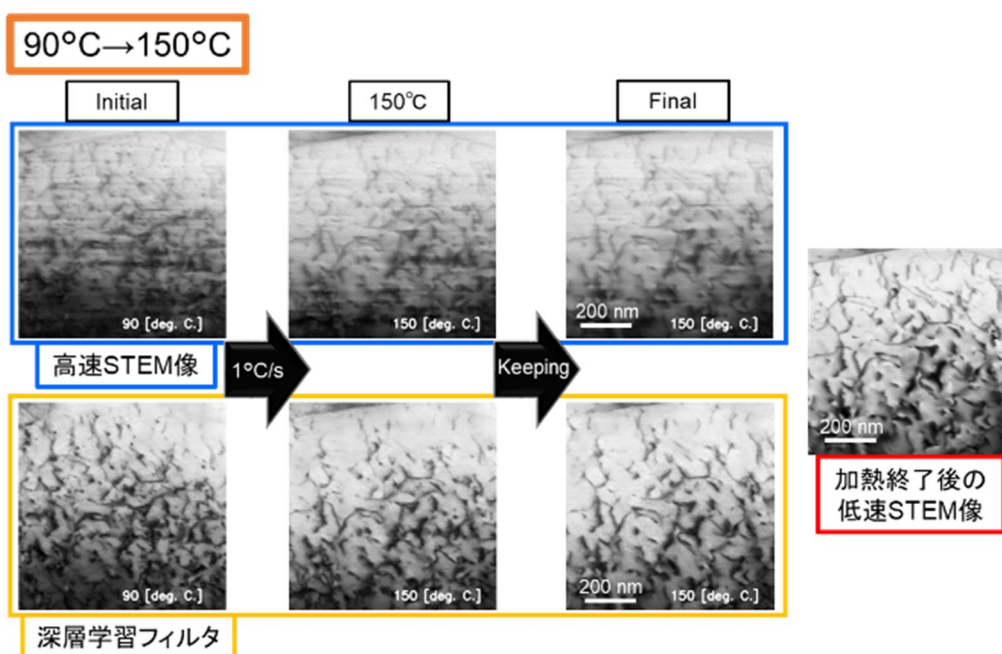 90°C→150°C
Initial
150℃
Final
90 [deg. C.]
150 [deg. C.]
200 nm
150 [deg. C.]
高速STEM像
1°C/s
Keeping
90 [deg. C.]
150 [deg. C.]
200 nm
150 [deg. C.]
深層学習フィルタ
200 nm
加熱終了後の
低速STEM像